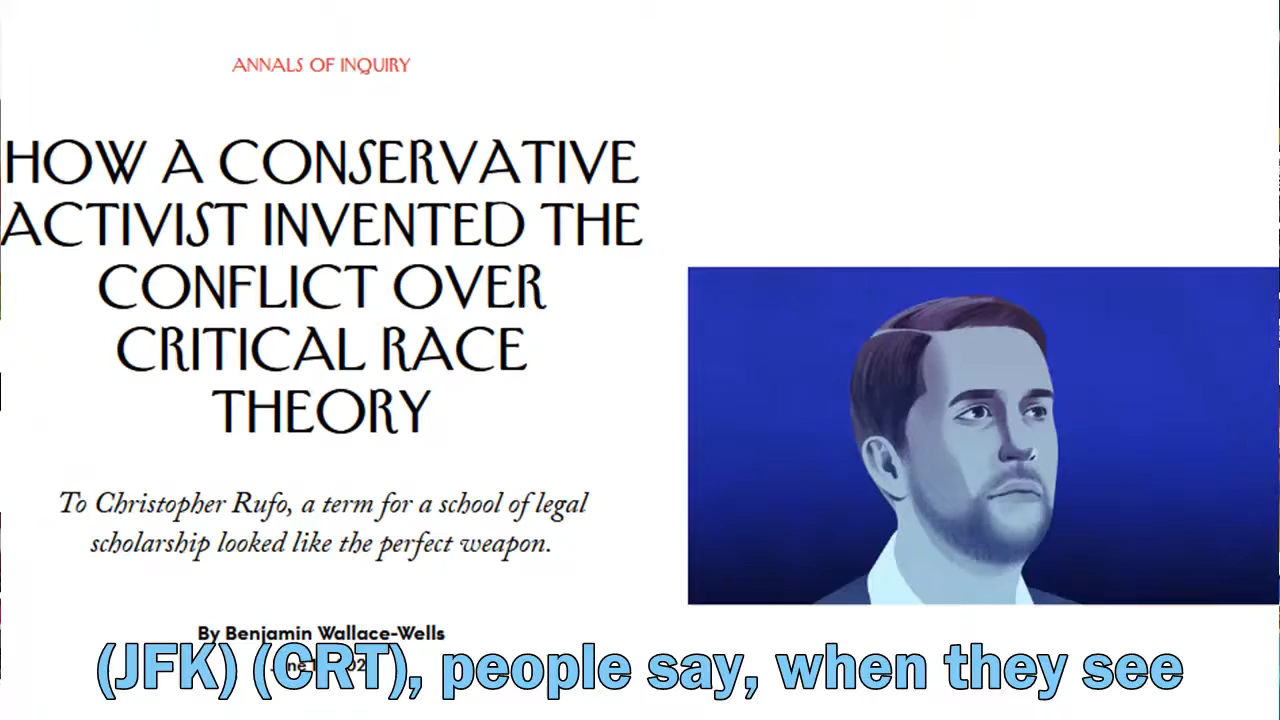 ANNALS OF INQUIRY
HOW A CONSERVATIVE
ACTIVIST INVENTED THE
CONFLICT OVER
CRITICAL RACE
THEORY
To Christopher Rufo, a term for a school of legal
scholarship looked like the perfect weapon.
By Benjamin Wallace-Wells
(JFK) (CRT), people say, when they see